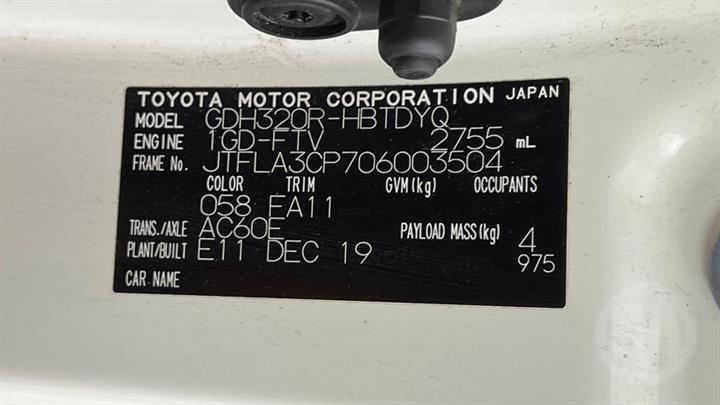 TOYOTA MOTOR CORPORATION JAPAN
MODEL GDH320R-HBTDYQ
ENGINE 1GD-FTV 2755 mL
FRAME No. JTFLA3CP706003504
COLOR TRIM GVM(kg) OCCUPANTS
058 EA11
TRANS./AXLE AC60E PAYLOAD MASS(kg) 4
PLANT/BUILT E11 DEC 19 975
CAR NAME